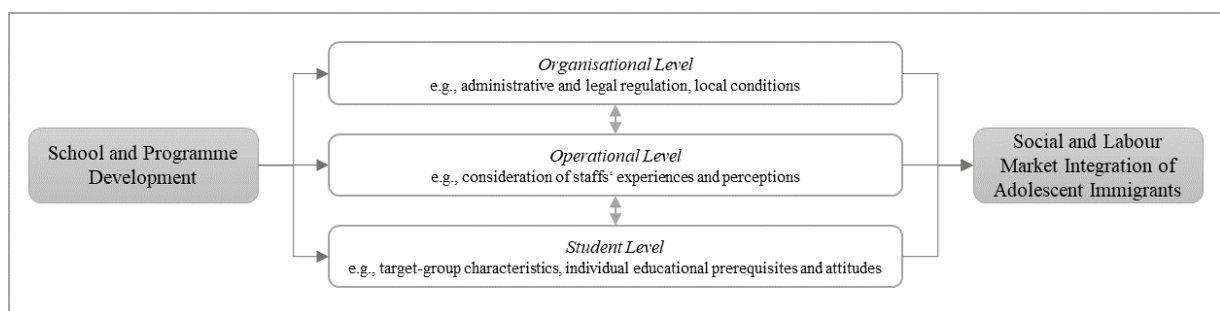 School and Programme
Development
Organisational Level
e.g., administrative and legal regulation, local conditions
Operational Level
e.g., consideration of staffs‘ experiences and perceptions
Student Level
e.g., target-group characteristics, individual educational prerequisites and attitudes
Social and Labour
Market Integration of
Adolescent Immigrants